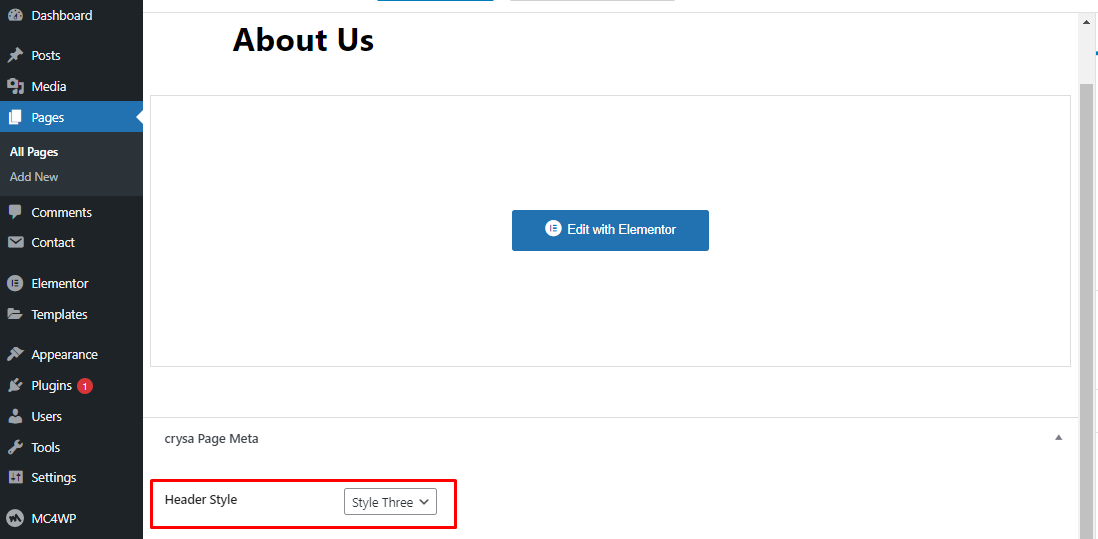 Dashboard
Posts
Media
Pages
All Pages
Add New
Comments
Contact
Elementor
Templates
Appearance
Plugins 1
Users
Tools
Settings
MC4WP
About Us
Edit with Elementor
crysa Page Meta
Header Style Style Three